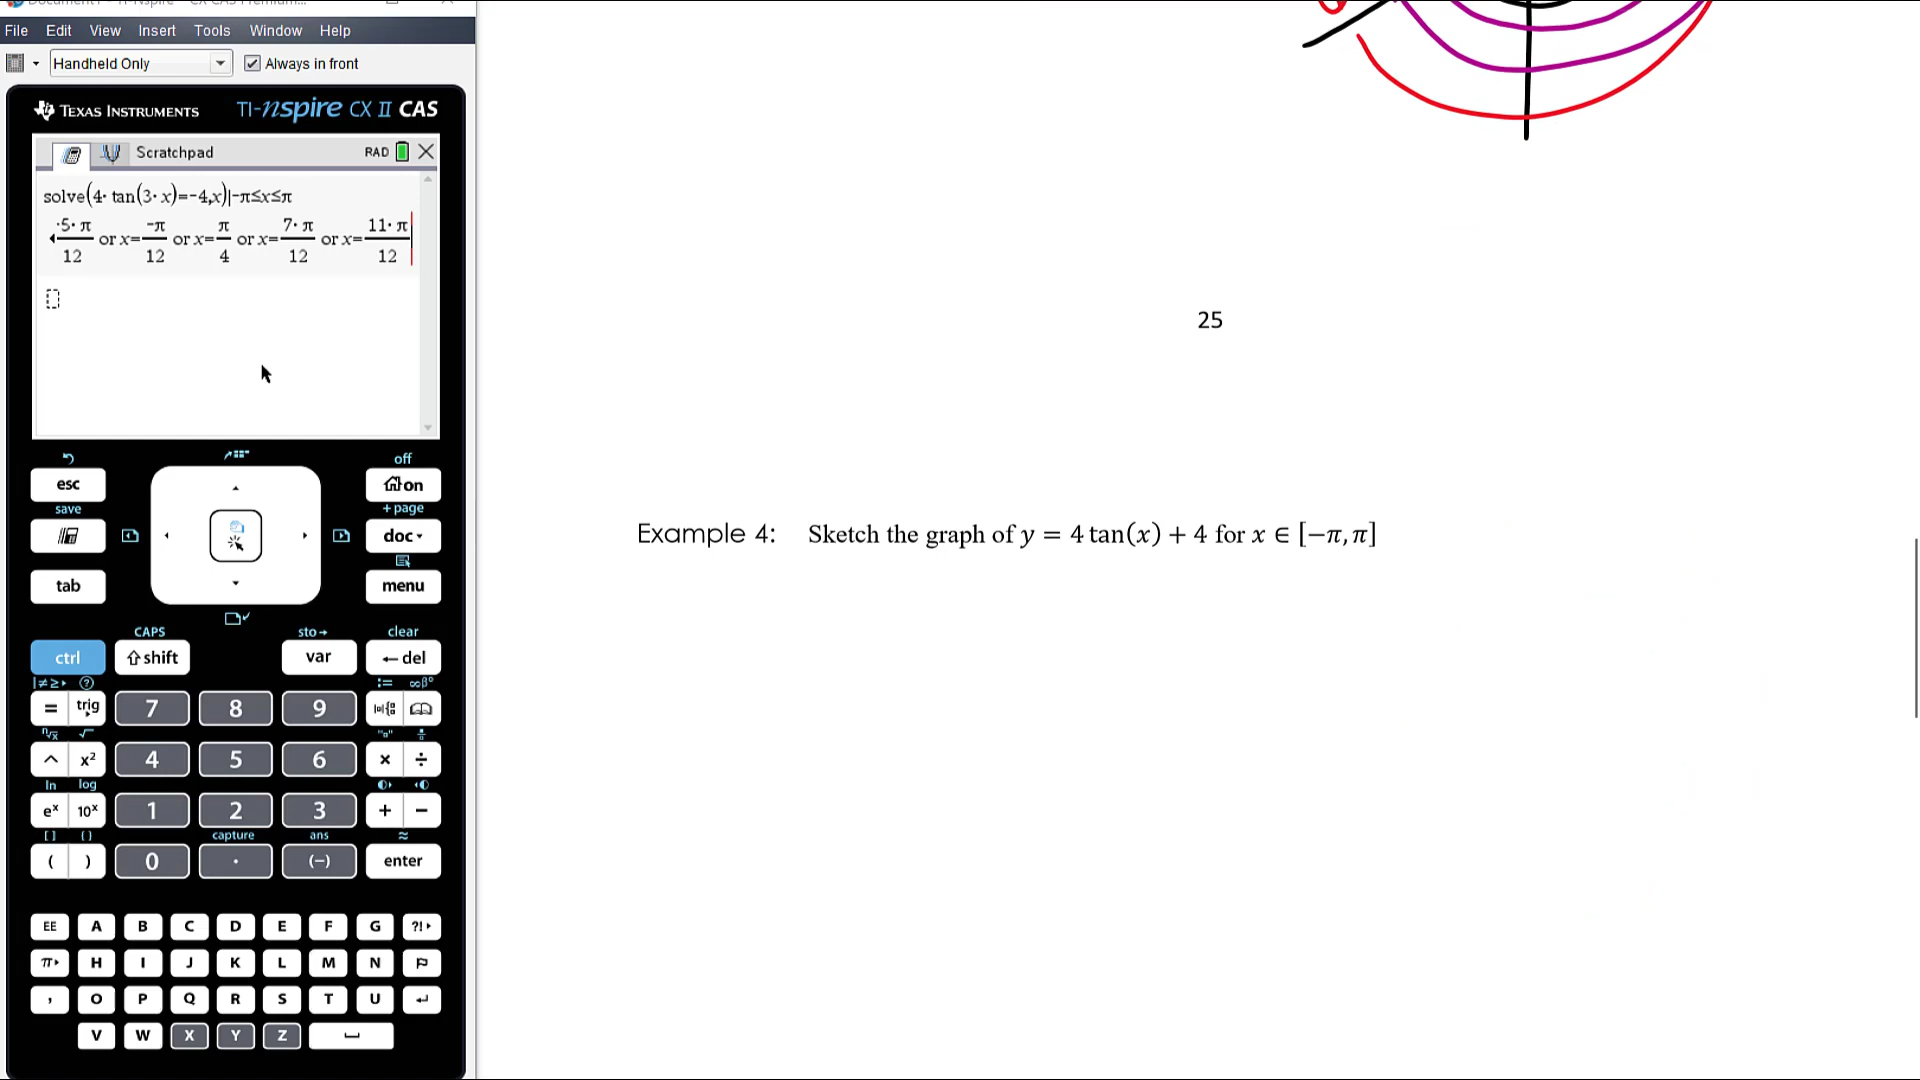 File Edit View Insert Tools Window Help
Handheld Only Always in front
TEXAS INSTRUMENTS TI-nspire CX II CAS
Scratchpad RAD
solve(4·tan(3·x)=-4,x)|-π≤x≤π
5·π/12 or x=-π/12 or x=π/4 or x=7·π/12 or x=11·π/12
25
Example 4: Sketch the graph of y = 4 tan(x) + 4 for x ∈ [−π, π]
off
esc on
save + page
doc
tab menu
CAPS sto→ clear
ctrl shift var ←del
|≠≥▸ ? := ∞β°
= trig 7 8 9
ⁿ√x √ "α"
^ x² 4 5 6 × ÷
ln log
eˣ 10ˣ 1 2 3 + −
[ ] { } capture ans ≈
( ) 0 . (−) enter
EE A B C D E F G ?!▸
π▸ H I J K L M N
, O P Q R S T U ↵
V W X Y Z